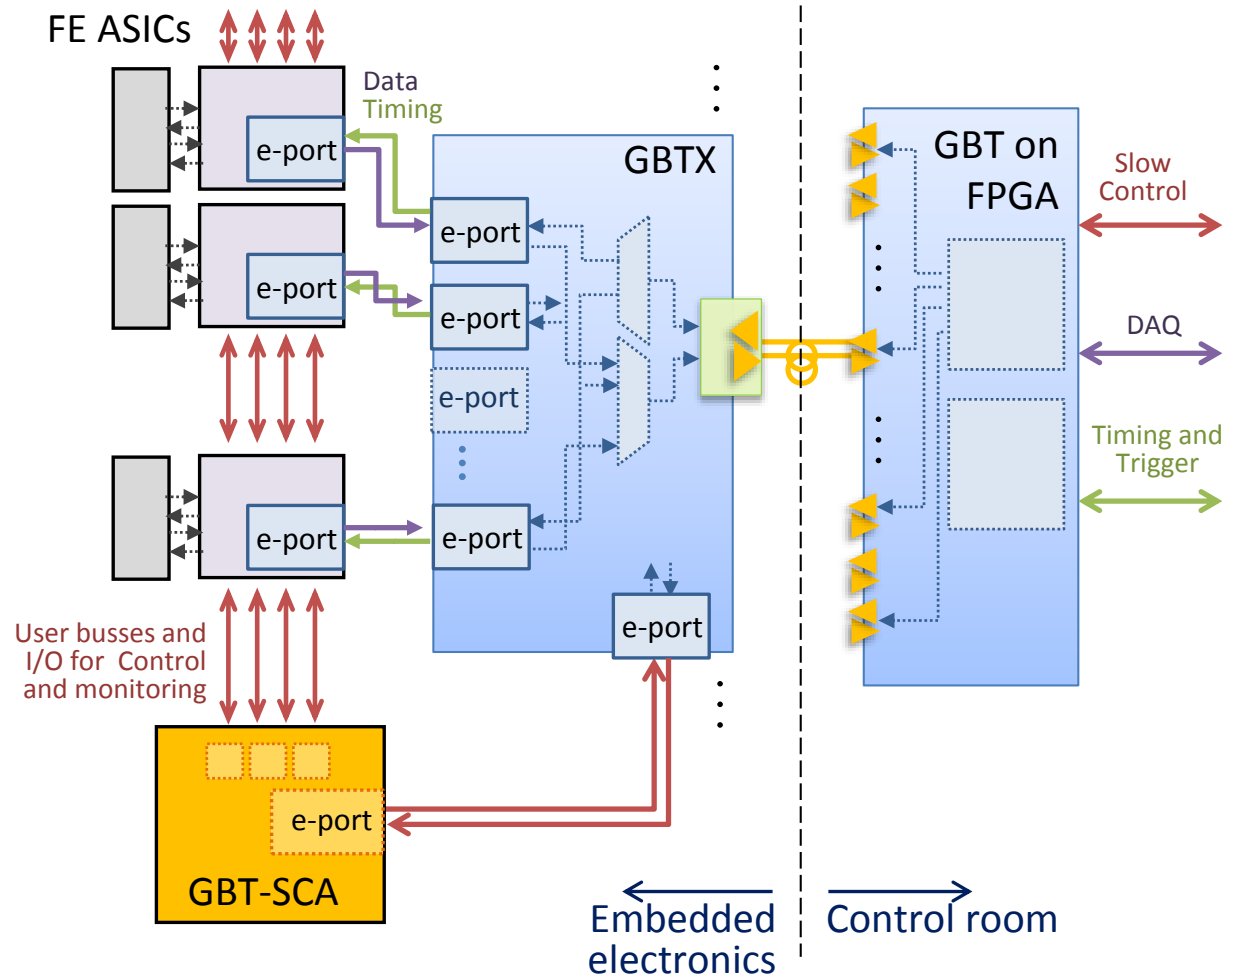 FE ASICs
Data
Timing
e-port
e-port
e-port
GBTX
e-port
e-port
e-port
e-port
e-port
GBT on
FPGA
Slow
Control
DAQ
Timing and
Trigger
User busses and
I/O for Control
and monitoring
e-port
GBT-SCA
Embedded
electronics
Control room